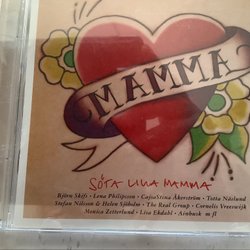 MAMMA
SÖTA LILLA MAMMA
Björn Skifs · Lena Philipsson · CajsaStina Åkerström · Totta Näslund
Stefan Nilsson & Helen Sjöholm · The Real Group · Cornelis Vreeswijk
Monica Zetterlund · Lisa Ekdahl · Ainbusk m fl